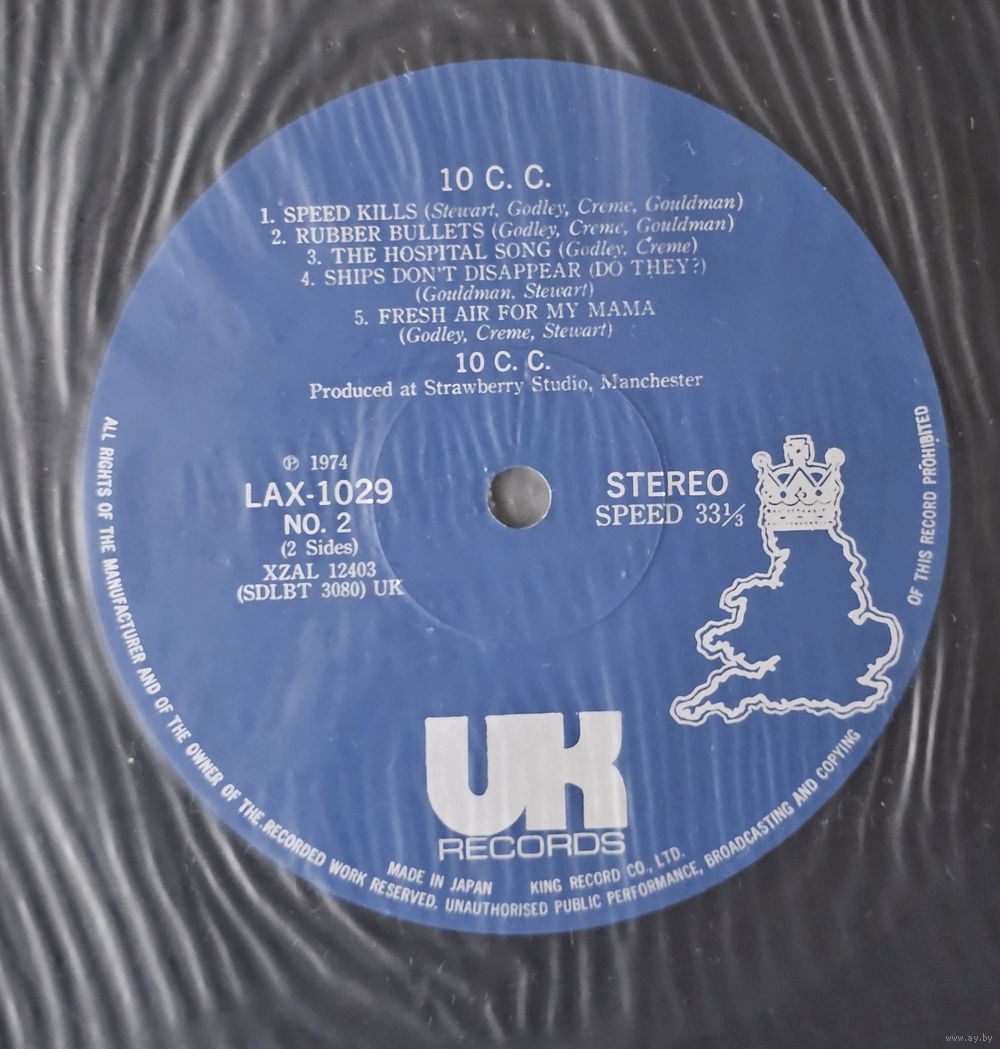 10 C. C.
1. SPEED KILLS (Stewart, Godley, Creme, Gouldman)
2. RUBBER BULLETS (Godley, Creme, Gouldman)
3. THE HOSPITAL SONG (Godley, Creme)
4. SHIPS DON'T DISAPPEAR (DO THEY?)
(Gouldman, Stewart)
5. FRESH AIR FOR MY MAMA
(Godley, Creme, Stewart)
10 C. C.
Produced at Strawberry Studio, Manchester
℗ 1974
LAX-1029
NO. 2
(2 Sides)
XZAL 12403
(SDLBT 3080) UK
STEREO
SPEED 33⅓
UK
RECORDS
MADE IN JAPAN KING RECORD CO., LTD.
ALL RIGHTS OF THE MANUFACTURER AND OF THE OWNER OF THE RECORDED WORK RESERVED. UNAUTHORISED PUBLIC PERFORMANCE, BROADCASTING AND COPYING OF THIS RECORD PROHIBITED
www.ay.by